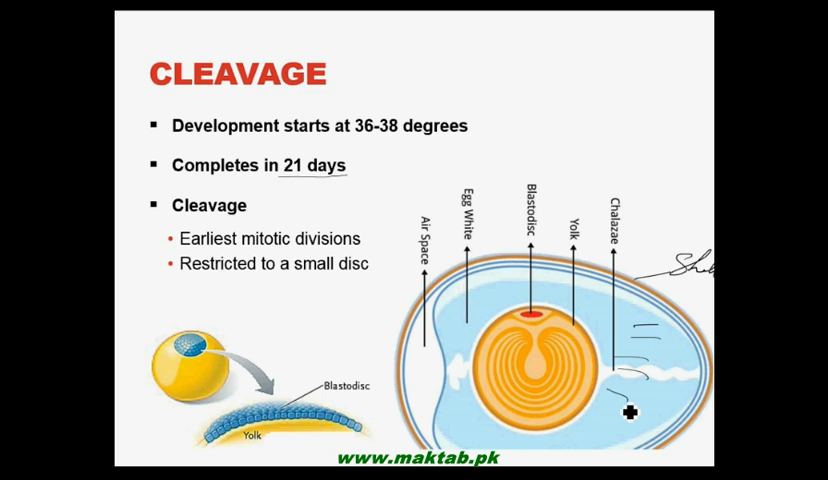 CLEAVAGE
▪ Development starts at 36-38 degrees
▪ Completes in 21 days
▪ Cleavage
• Earliest mitotic divisions
• Restricted to a small disc
Air Space
Egg White
Blastodisc
Yolk
Chalazae
Blastodisc
Yolk
www.maktab.pk